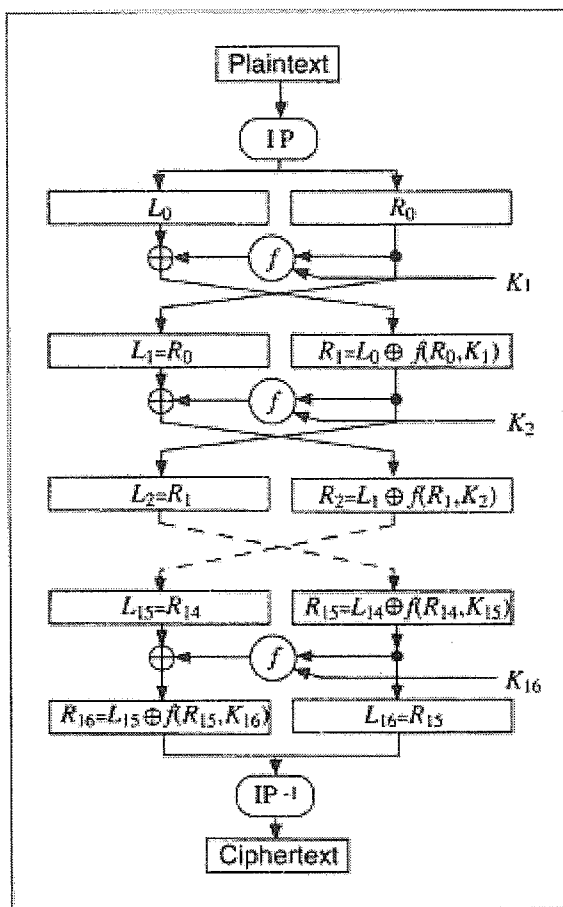 Plaintext
IP
L₀ R₀
⊕ f
K₁
L₁=R₀ R₁=L₀ ⊕ f(R₀,K₁)
⊕ f
K₂
L₂=R₁ R₂=L₁ ⊕ f(R₁,K₂)
L₁₅=R₁₄ R₁₅=L₁₄⊕f(R₁₄,K₁₅)
⊕ f
K₁₆
R₁₆=L₁₅⊕f(R₁₅,K₁₆) L₁₆=R₁₅
IP⁻¹
Ciphertext